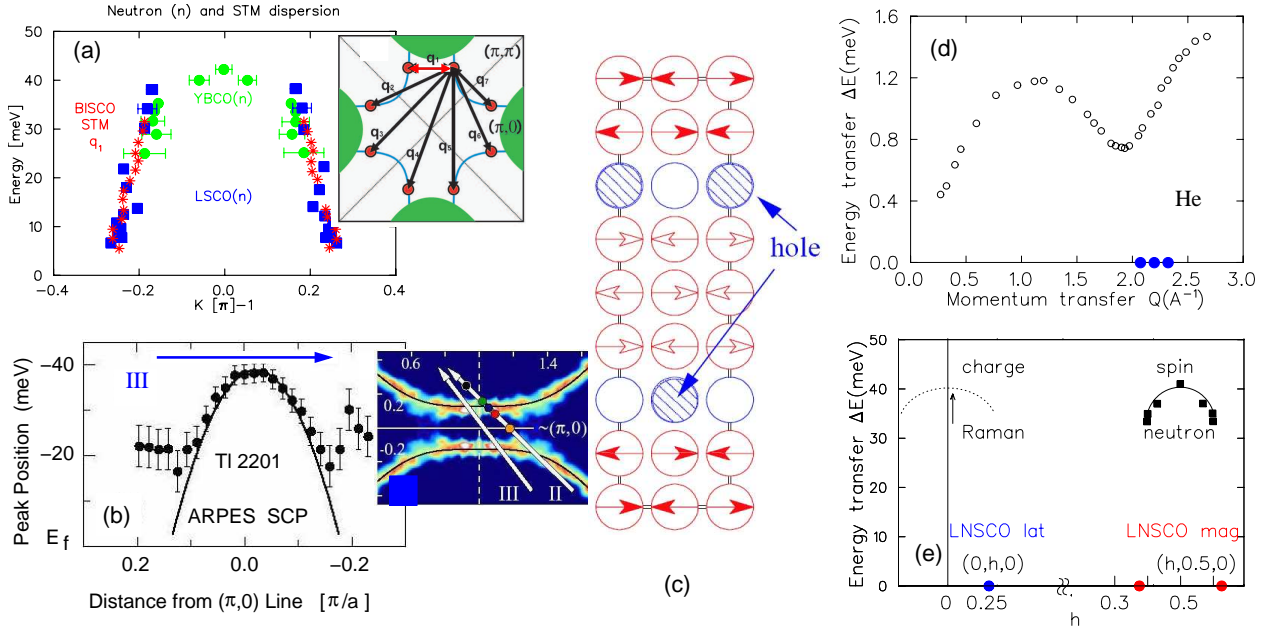 Neutron (n) and STM dispersion
(a)
Energy [meV]
50
40
30
20
10
0
BISCO
STM
q1
YBCO(n)
LSCO(n)
−0.4
−0.2
0.0
0.2
0.4
K [π]−1
q1
(π,π)
q2
q7
q3
(π,0)
q4
q5
q6
(b)
Peak Position (meV)
−40
−20
Ef
III
TI 2201
ARPES SCP
0.2
0.0
−0.2
Distance from (π,0) Line [π/a]
0.6
1.4
0.2
~(π,0)
-0.2
III
II
hole
(c)
(d)
Energy transfer ΔE(meV)
1.6
1.2
0.8
0.4
0.0
He
0.0
0.5
1.0
1.5
2.0
2.5
3.0
Momentum transfer Q(A⁻¹)
Energy transfer ΔE(meV)
50
40
30
20
10
0
charge
spin
Raman
neutron
LNSCO lat
LNSCO mag
(e)
(0,h,0)
(h,0.5,0)
0
0.25
0.3
0.5
h